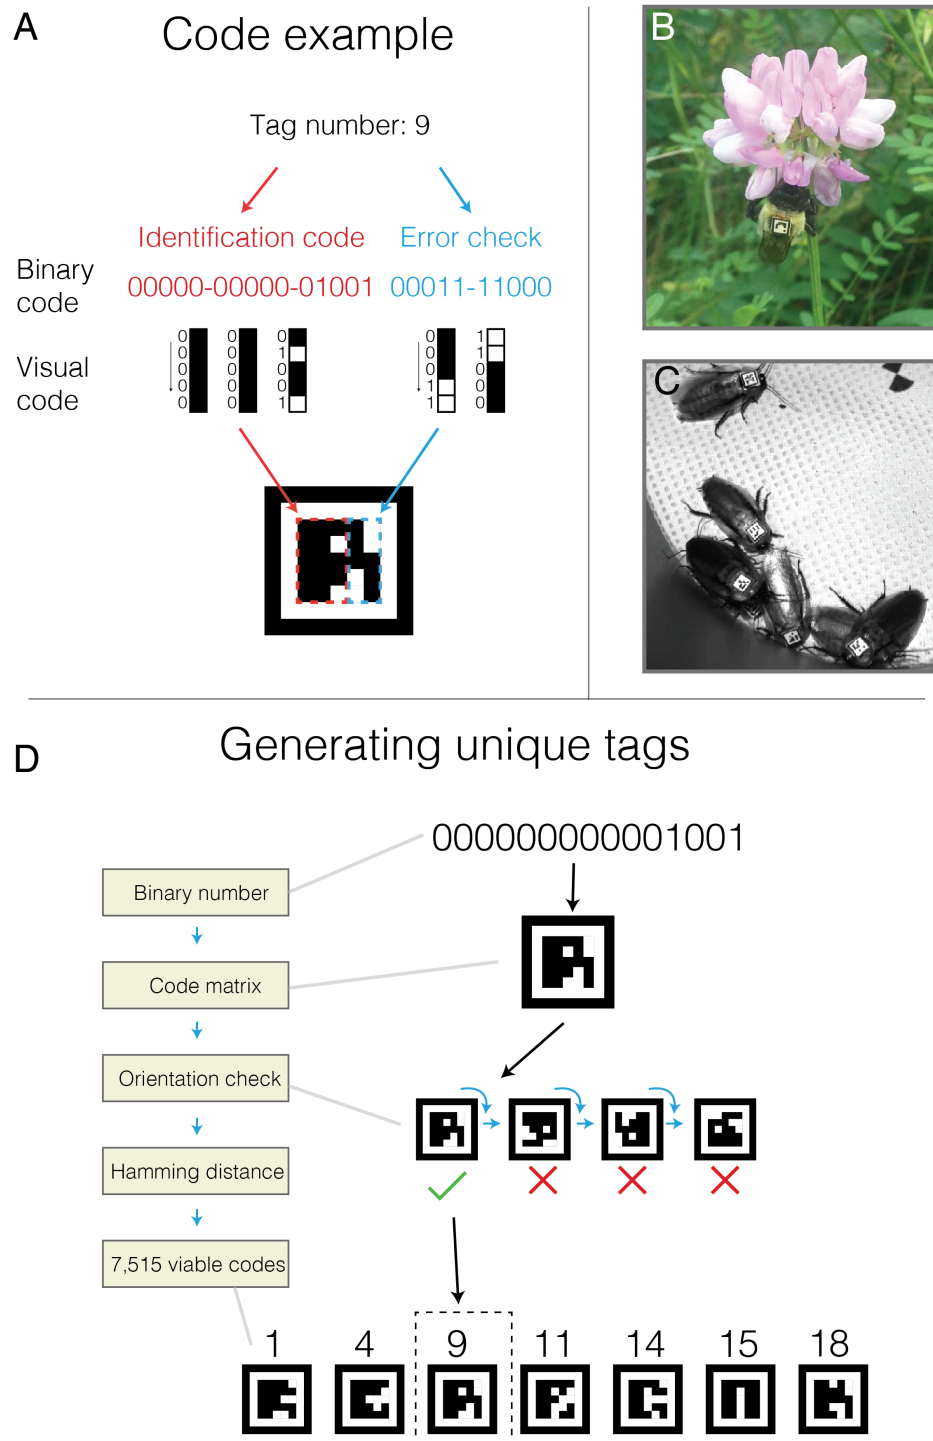 A
Code example
Tag number: 9
Identification code
Error check
Binary
code
00000-00000-01001
00011-11000
Visual
code
0 0 0 0 1
0 1 0 0 1
0 0 0 0 0
0 0 0 1 0
0 0 1 1 0
B
C
D
Generating unique tags
000000000001001
Binary number
Code matrix
Orientation check
Hamming distance
7,515 viable codes
1 4 9 11 14 15 18